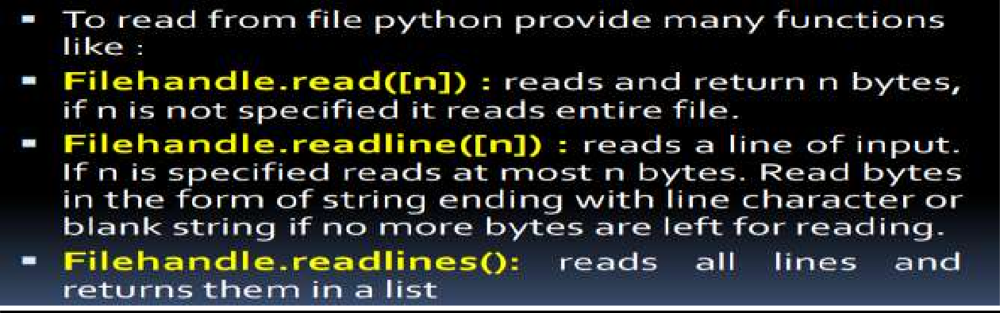 ▪ To read from file python provide many functions
like :
▪ Filehandle.read([n]) : reads and return n bytes,
if n is not specified it reads entire file.
▪ Filehandle.readline([n]) : reads a line of input.
If n is specified reads at most n bytes. Read bytes
in the form of string ending with line character or
blank string if no more bytes are left for reading.
▪ Filehandle.readlines(): reads all lines and
returns them in a list